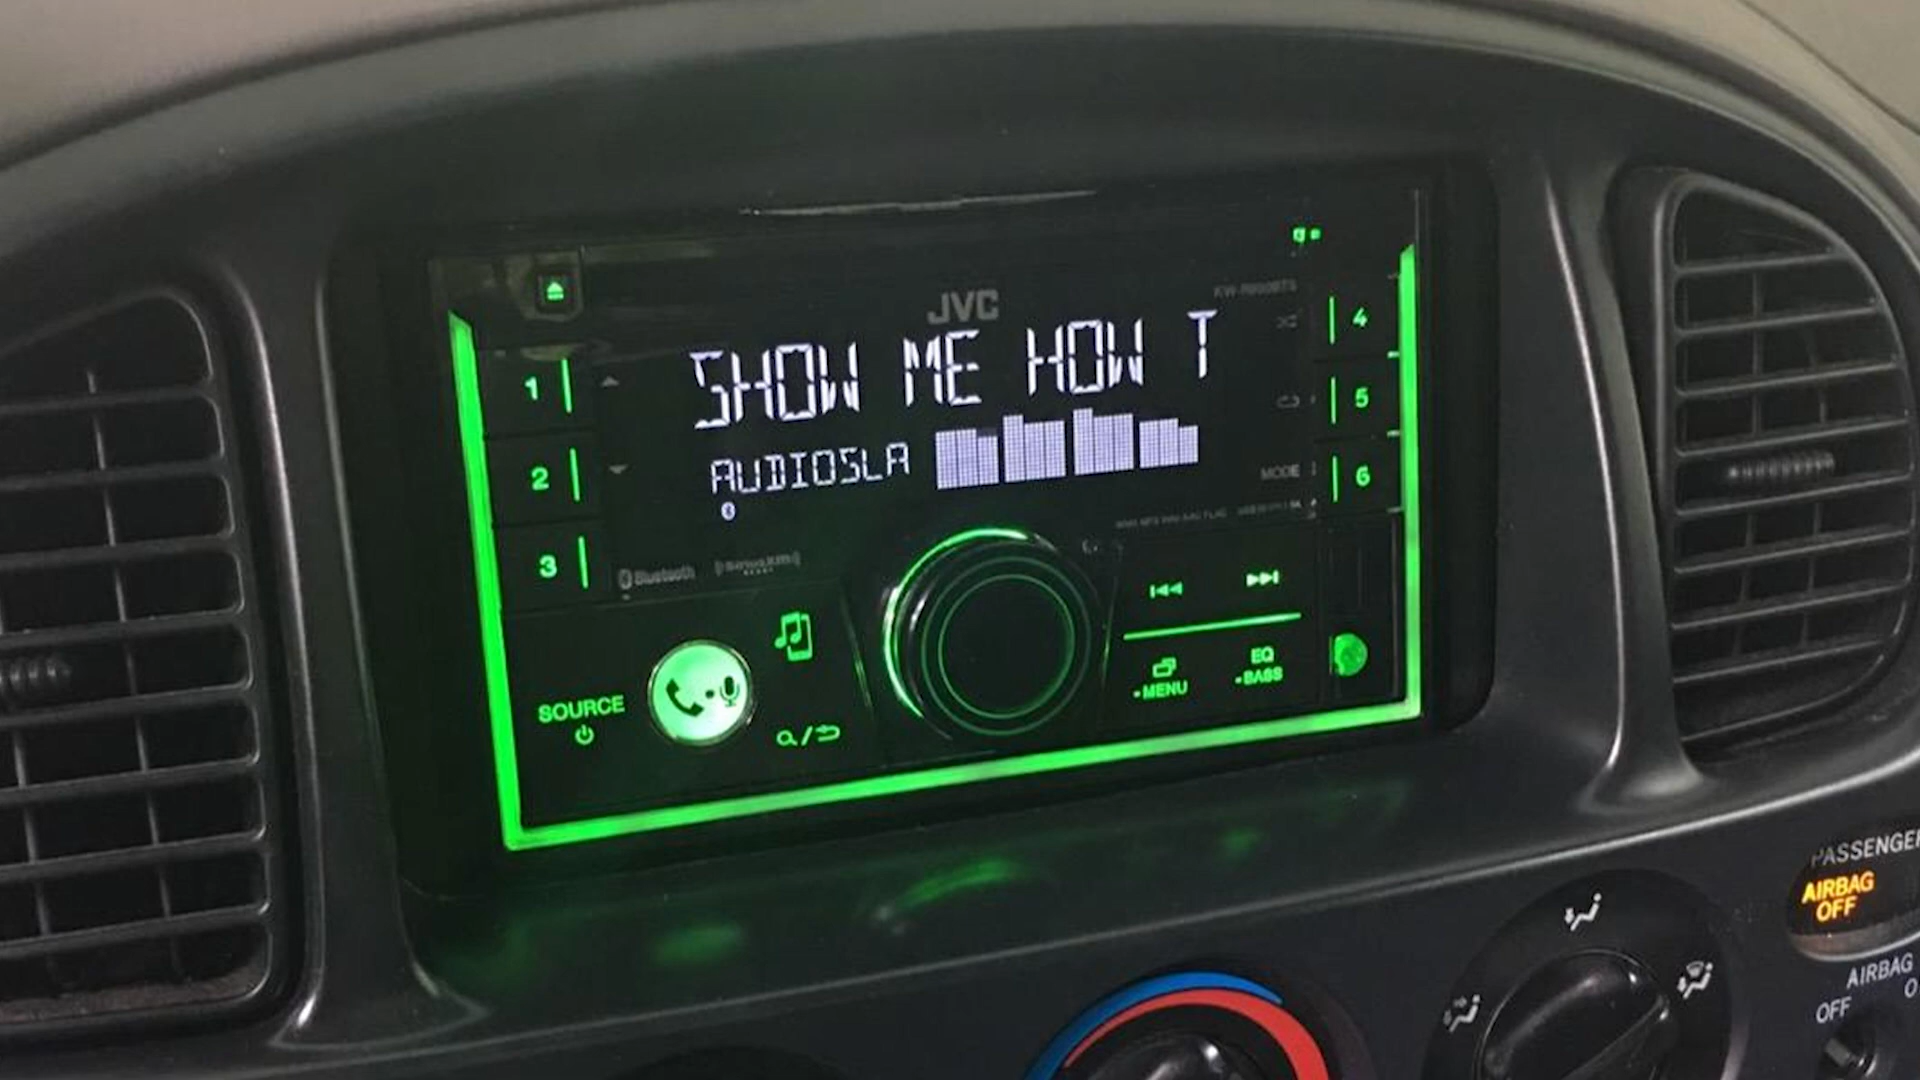 JVC
SHOW ME HOW T
AUDIOSLA
1
2
3
4
5
6
MODE
Bluetooth
SOURCE
MENU
EQ
BASS
PASSENGER
AIRBAG
OFF
AIRBAG
OFF